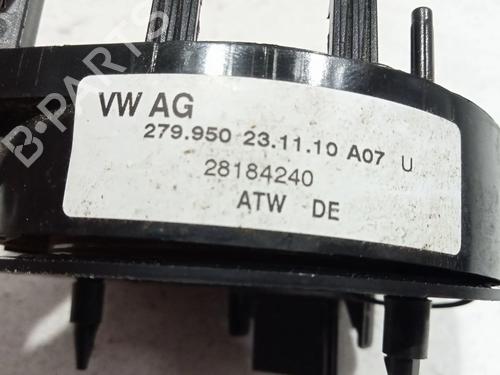 B-PARTS
VW AG
279.950 23.11.10 A07 U
28184240
ATW DE